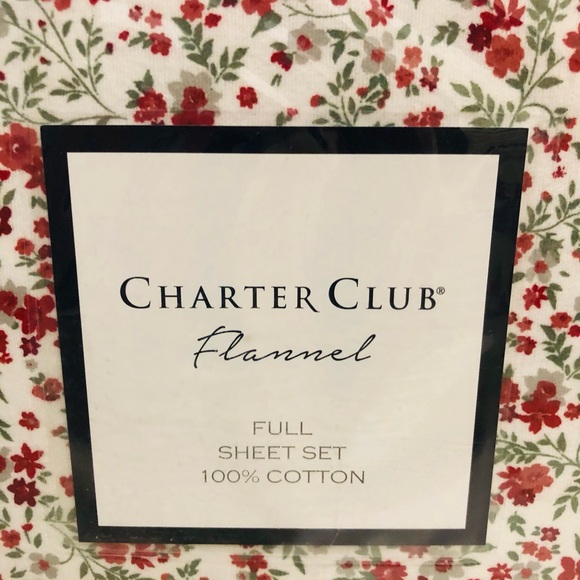 CHARTER CLUB®
Flannel
FULL
SHEET SET
100% COTTON